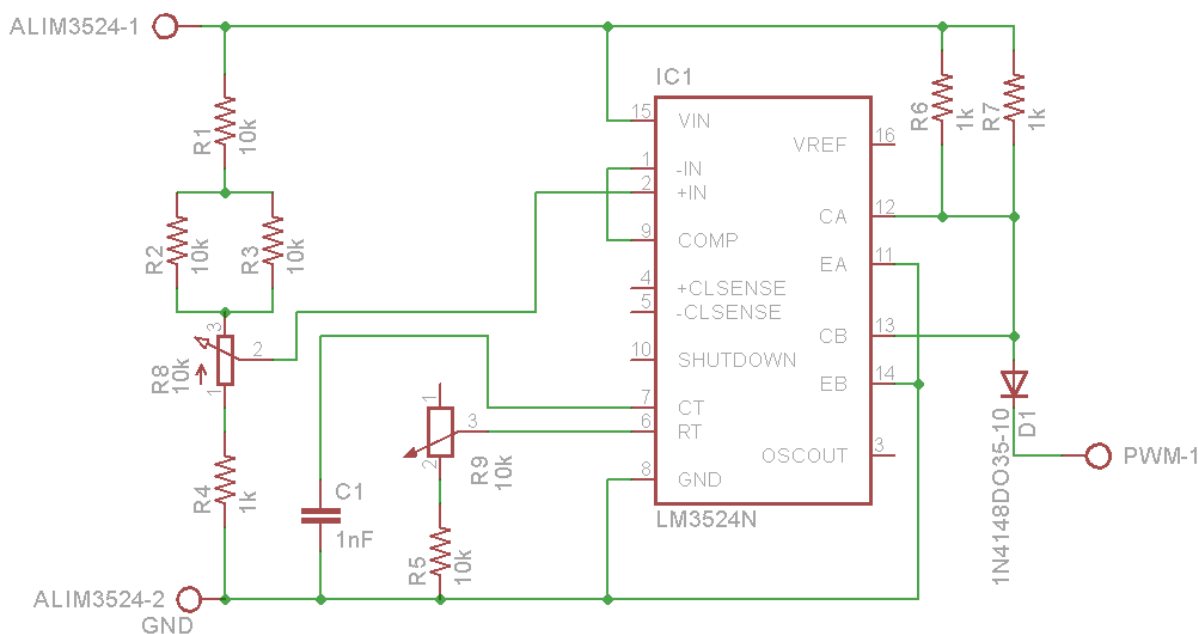 ALIM3524-1
R1
10k
R2
10k
R3
10k
3
2
1
R8
10k
R4
1k
C1
1nF
1
3
2
R9
10k
R5
10k
IC1
15
VIN
1
-IN
2
+IN
9
COMP
4
+CLSENSE
5
-CLSENSE
10
SHUTDOWN
7
CT
6
RT
8
GND
VREF
16
CA
12
EA
11
CB
13
EB
14
OSCOUT
3
LM3524N
R6
1k
R7
1k
1N4148DO35-10
D1
PWM-1
ALIM3524-2
GND